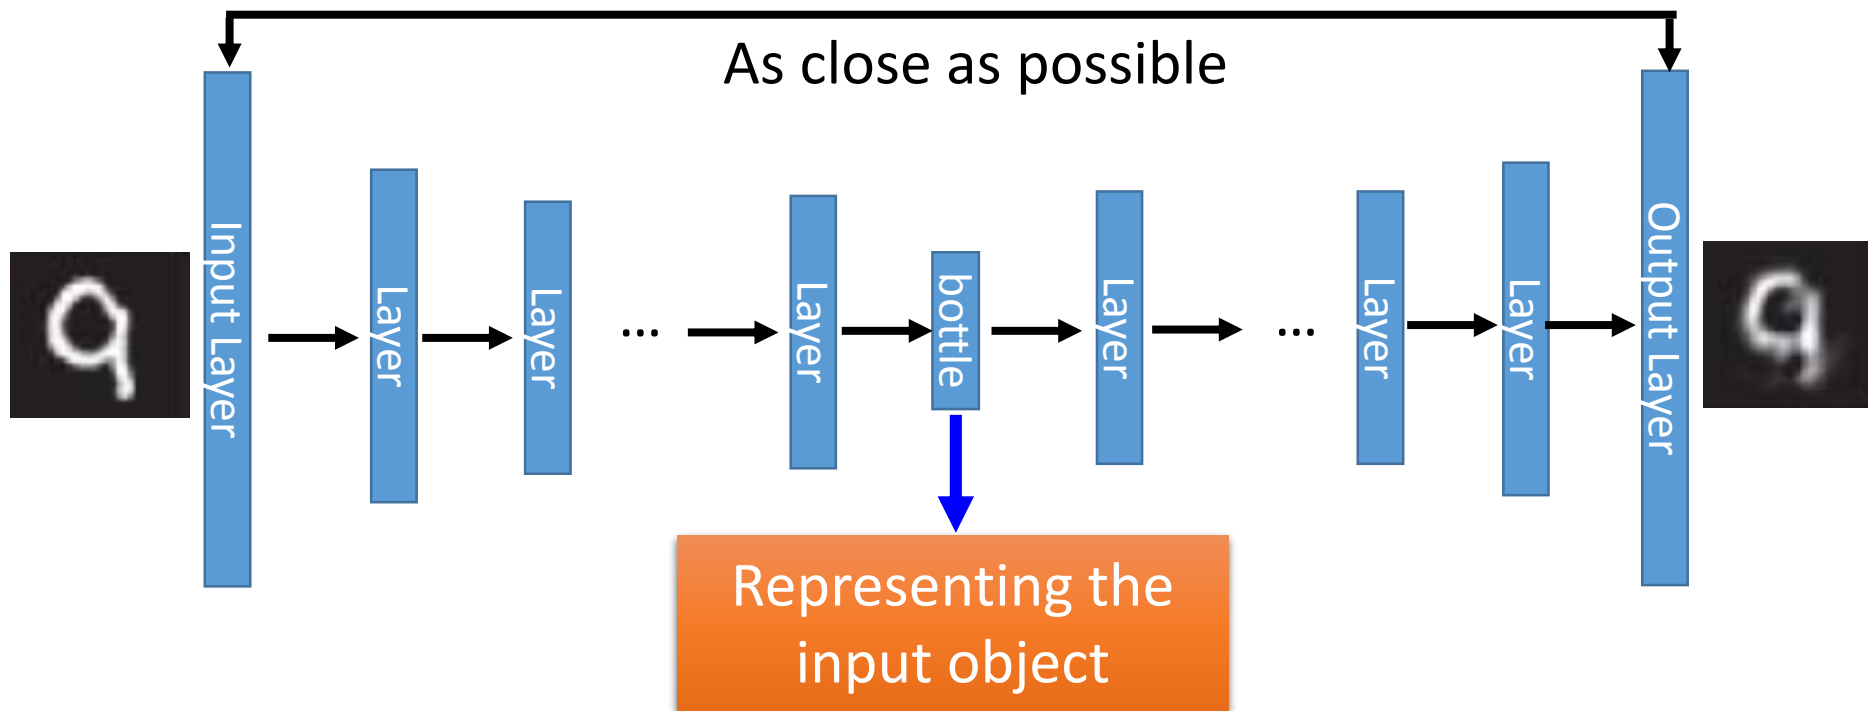 As close as possible
Input Layer
Layer
Layer
...
Layer
bottle
Layer
...
Layer
Layer
Output Layer
Representing the
input object